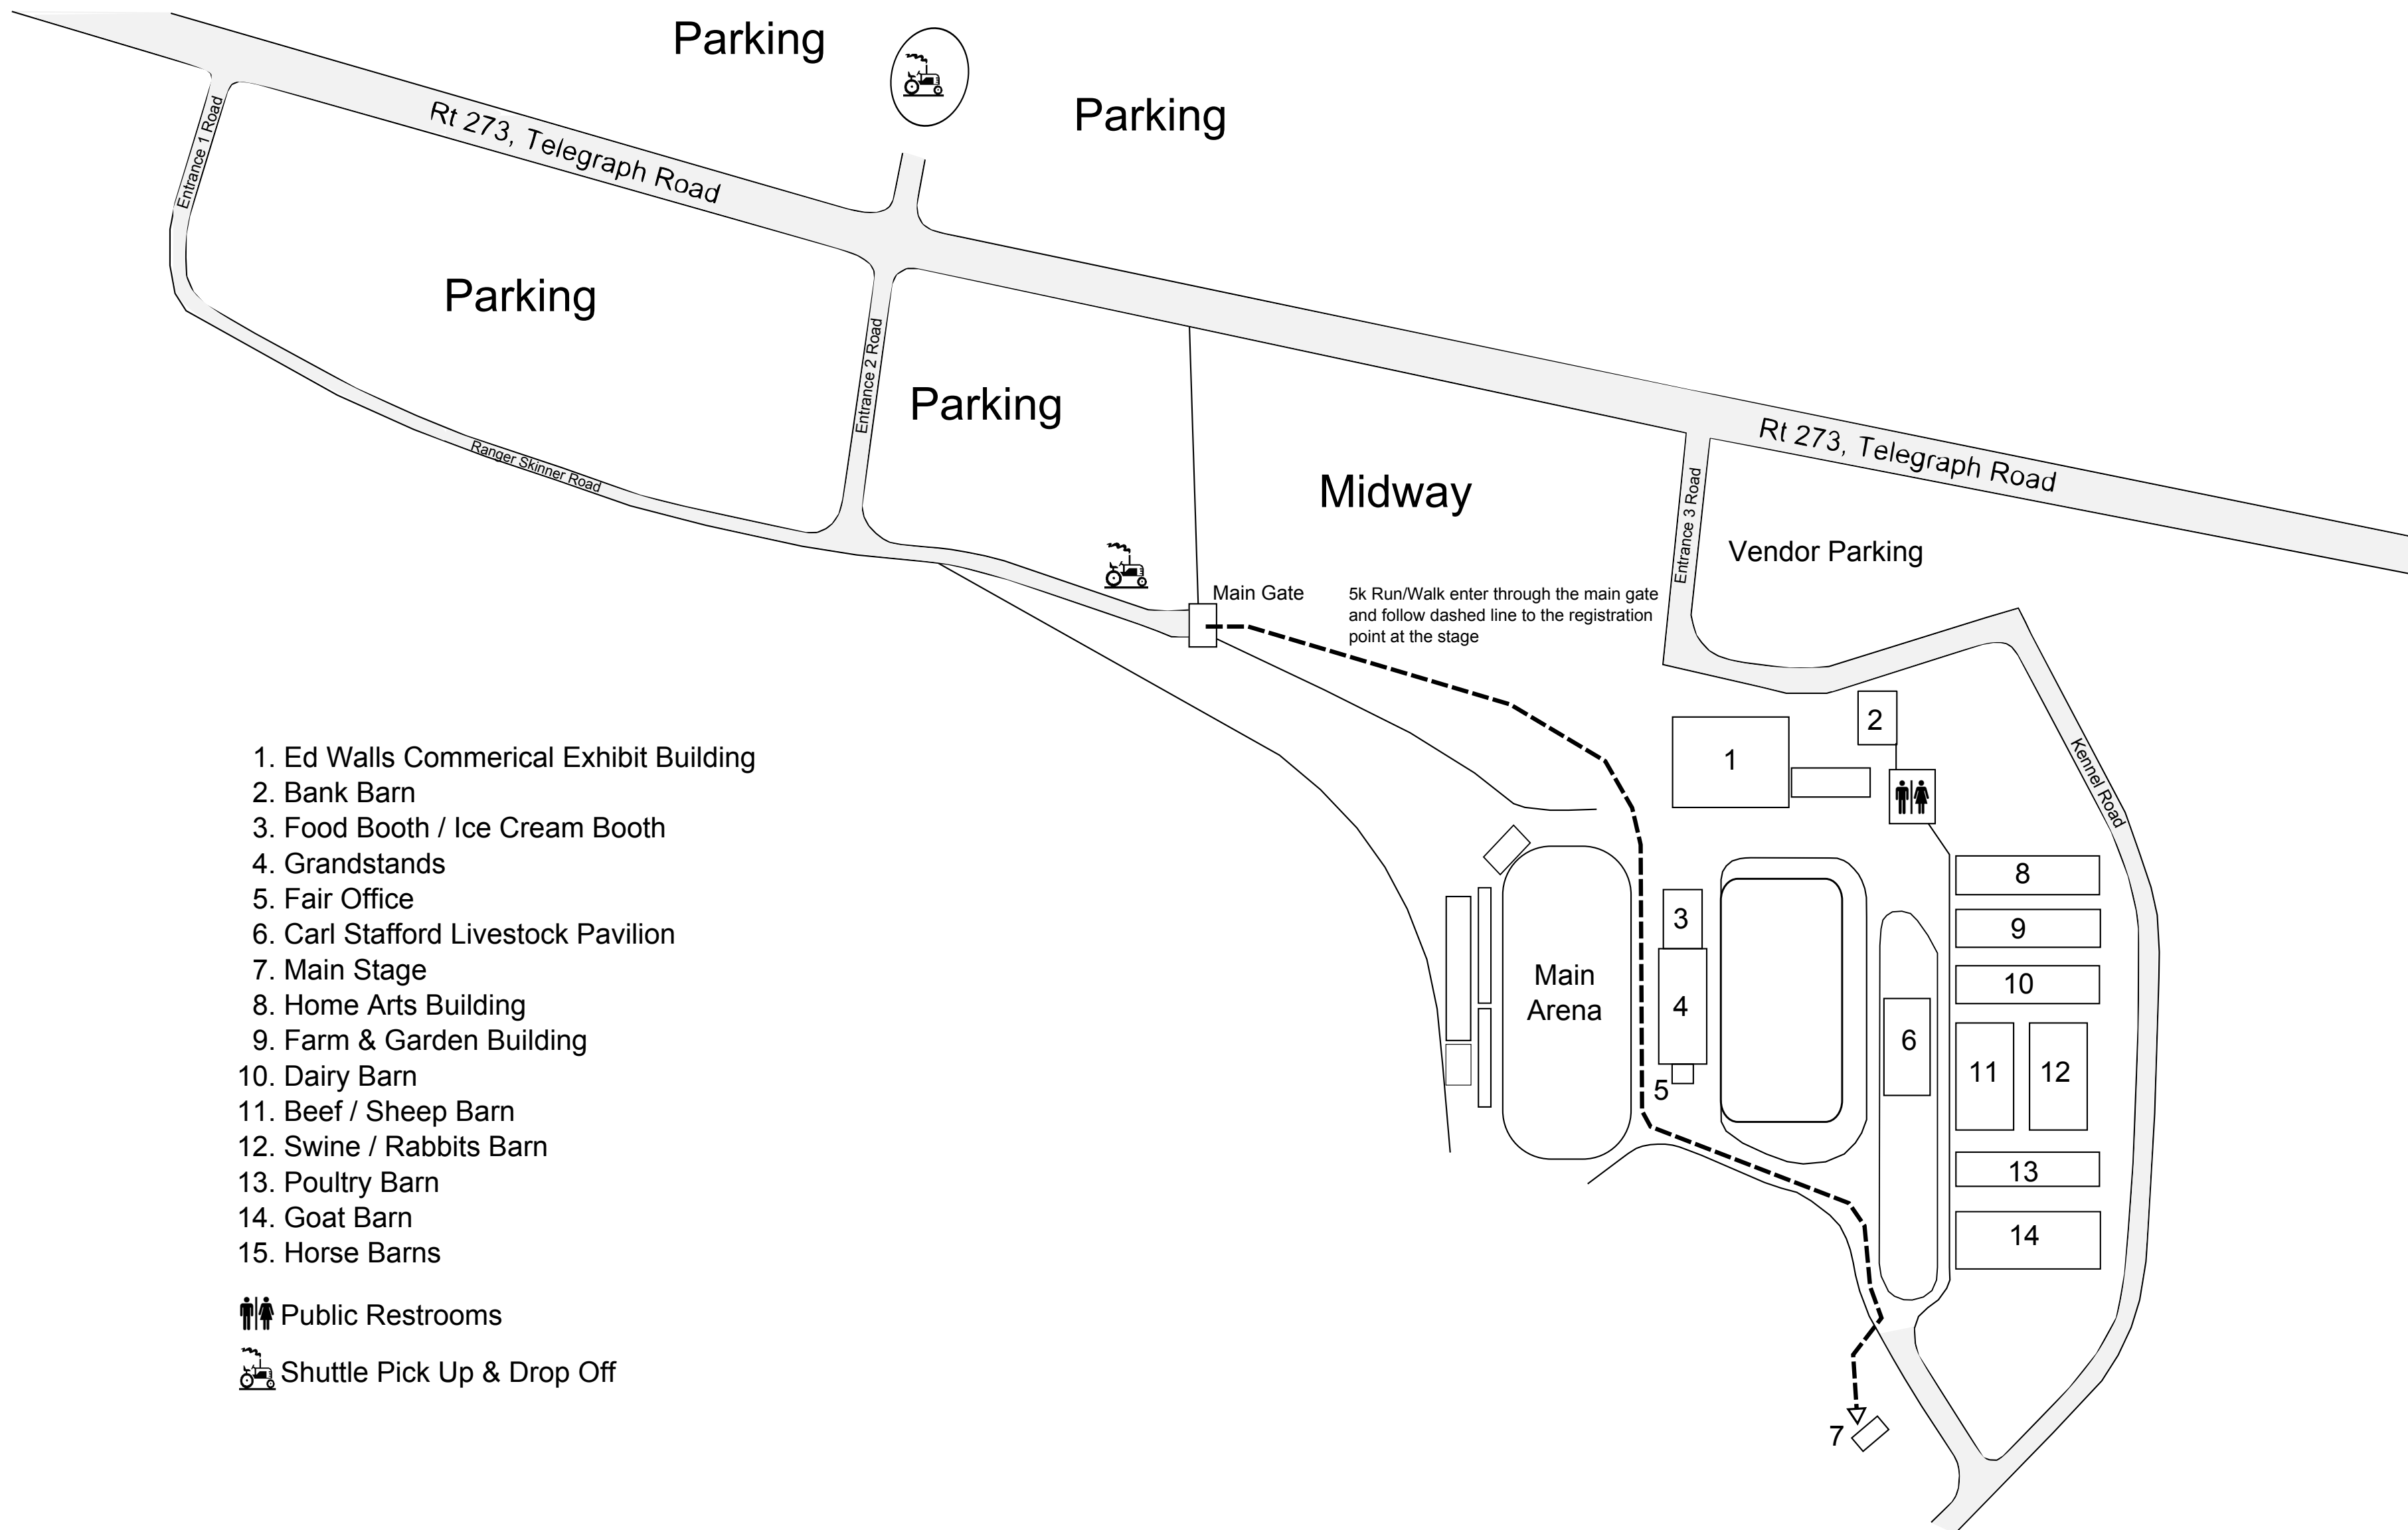 Parking
Parking
Entrance 1 Road
Rt 273, Telegraph Road
Parking
Entrance 2 Road
Parking
Ranger Skinner Road
Midway
Rt 273, Telegraph Road
Entrance 3 Road
Vendor Parking
Main Gate
5k Run/Walk enter through the main gate
and follow dashed line to the registration
point at the stage
Kennel Road
1
2
3
4
5
6
7
8
9
10
11
12
13
14
Main
Arena
1. Ed Walls Commerical Exhibit Building
2. Bank Barn
3. Food Booth / Ice Cream Booth
4. Grandstands
5. Fair Office
6. Carl Stafford Livestock Pavilion
7. Main Stage
8. Home Arts Building
9. Farm & Garden Building
10. Dairy Barn
11. Beef / Sheep Barn
12. Swine / Rabbits Barn
13. Poultry Barn
14. Goat Barn
15. Horse Barns
Public Restrooms
Shuttle Pick Up & Drop Off